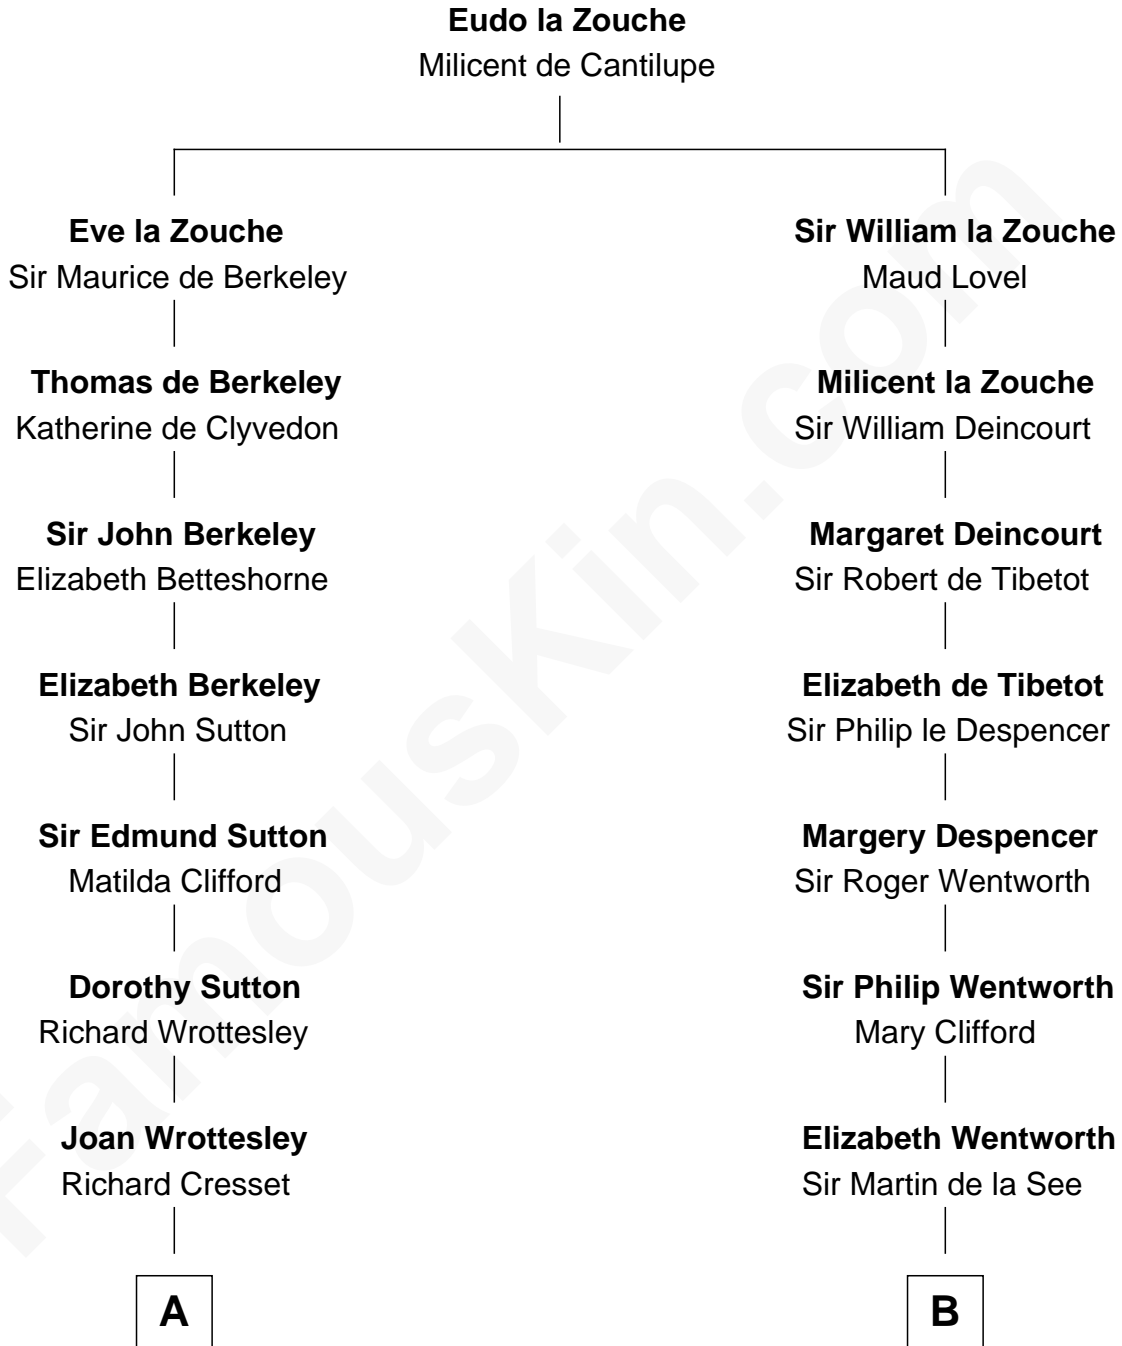 Eudo la Zouche
Milicent de Cantilupe
Eve la Zouche
Sir Maurice de Berkeley
Thomas de Berkeley
Katherine de Clyvedon
Sir John Berkeley
Elizabeth Betteshorne
Elizabeth Berkeley
Sir John Sutton
Sir Edmund Sutton
Matilda Clifford
Dorothy Sutton
Richard Wrottesley
Joan Wrottesley
Richard Cresset
A
Sir William la Zouche
Maud Lovel
Milicent la Zouche
Sir William Deincourt
Margaret Deincourt
Sir Robert de Tibetot
Elizabeth de Tibetot
Sir Philip le Despencer
Margery Despencer
Sir Roger Wentworth
Sir Philip Wentworth
Mary Clifford
Elizabeth Wentworth
Sir Martin de la See
B
FamousKin.com